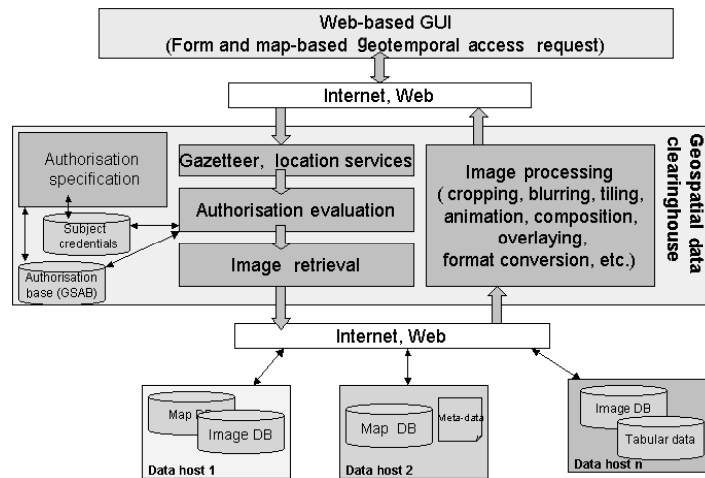 Web-based GUI
(Form and map-based geotemporal access request)
Internet, Web
Authorisation
specification
Subject
credentials
Authorisation
base (GSAB)
Gazetteer, location services
Authorisation evaluation
Image retrieval
Image processing
( cropping, blurring, tiling,
animation, composition,
overlaying,
format conversion, etc.)
Geospatial data
clearinghouse
Internet, Web
Map
Image DB
Data host 1
Map DB
Meta-data
Data host 2
Image DB
Tabular data
Data host n